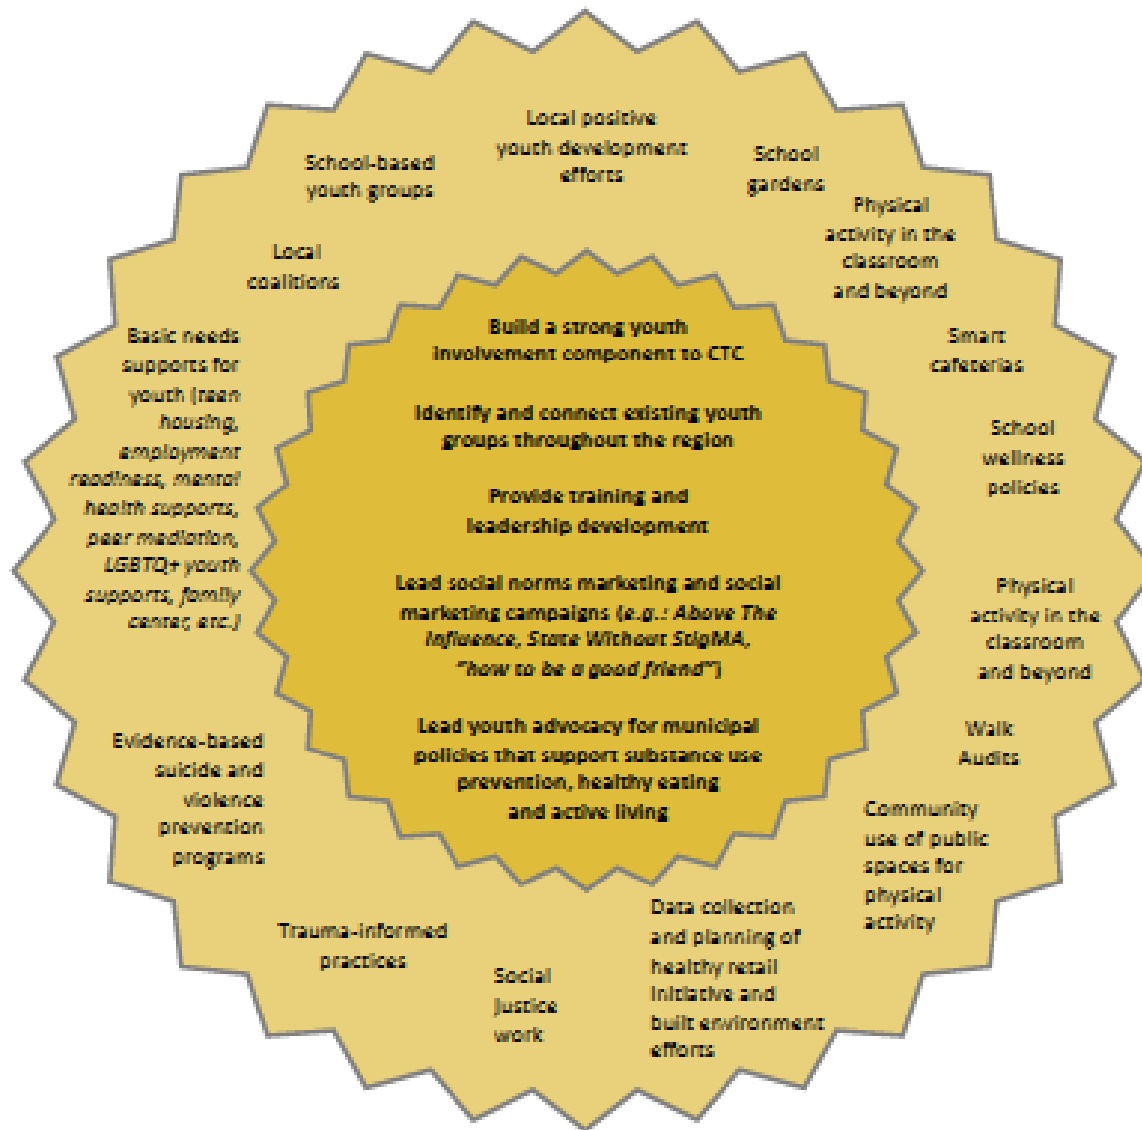 Local positive
youth development
efforts
School-based
youth groups
School
gardens
Physical
activity in the
classroom
and beyond
Local
coalitions
Smart
cafeterias
Basic needs
supports for
youth (teen
housing,
employment
readiness, mental
health supports,
peer mediation,
LGBTQ+ youth
supports, family
center, etc.)
School
wellness
policies
Physical
activity in the
classroom
and beyond
Walk
Audits
Evidence-based
suicide and
violence
prevention
programs
Community
use of public
spaces for
physical
activity
Trauma-informed
practices
Social
justice
work
Data collection
and planning of
healthy retail
initiative and
built environment
efforts
Build a strong youth
involvement component to CTC
Identify and connect existing youth
groups throughout the region
Provide training and
leadership development
Lead social norms marketing and social
marketing campaigns (e.g.: Above The
Influence, State Without StigMA,
"how to be a good friend")
Lead youth advocacy for municipal
policies that support substance use
prevention, healthy eating
and active living